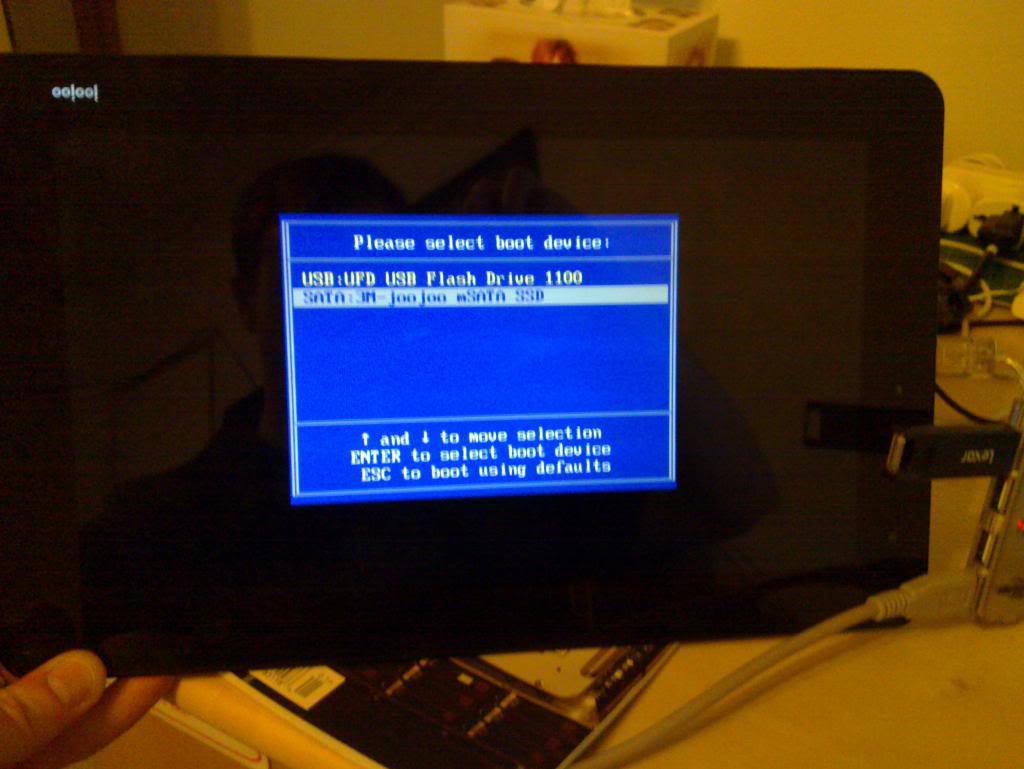 joojoo
Please select boot device:
USB:UFD USB Flash Drive 1100
SATA:3M-joojoo mSATA SSD
↑ and ↓ to move selection
ENTER to select boot device
ESC to boot using defaults
Lexar